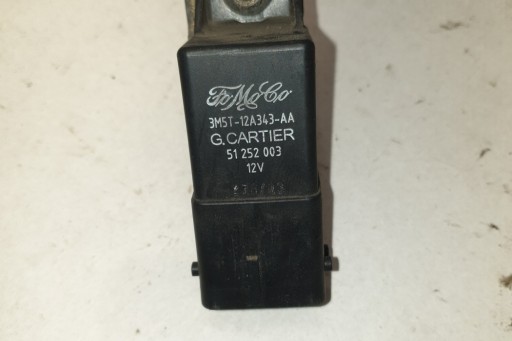 FoMoCo
3M5T-12A343-AA
G.CARTIER
51 252 003
12V